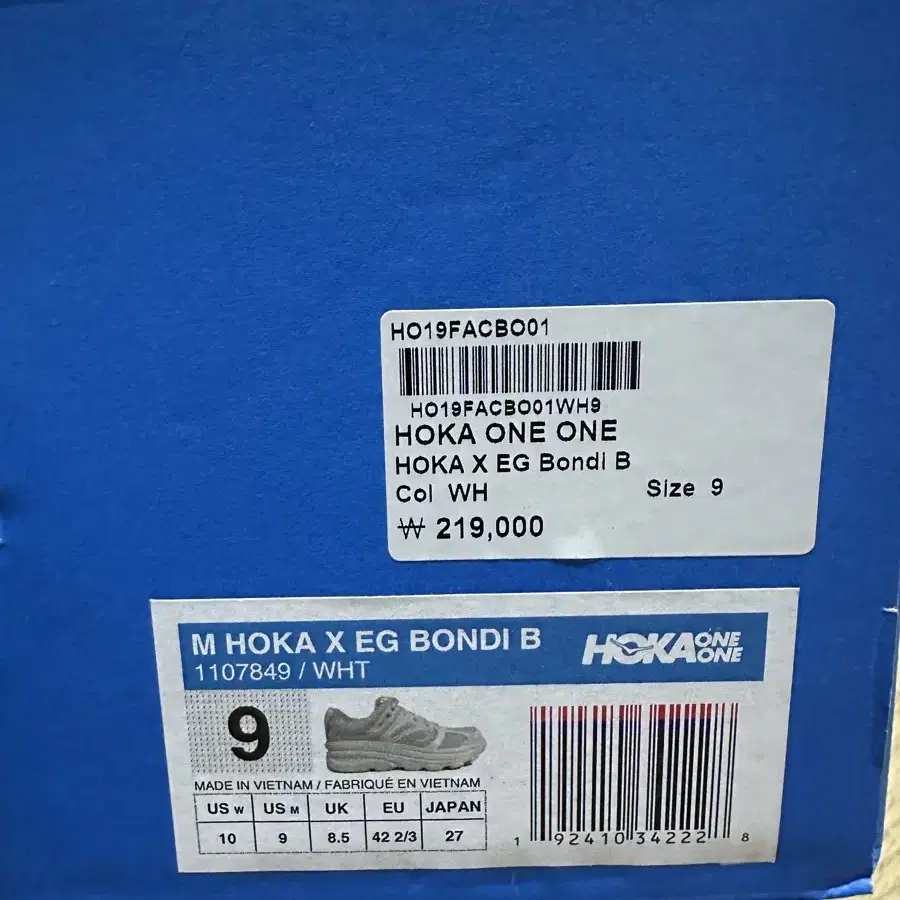 HO19FACBO01
HO19FACBO01WH9
HOKA ONE ONE
HOKA X EG Bondi B
Col WH Size 9
₩ 219,000
M HOKA X EG BONDI B
HOKA ONE ONE
1107849 / WHT
9
MADE IN VIETNAM / FABRIQUÉ EN VIETNAM
US W US M UK EU JAPAN
10 9 8.5 42 2/3 27
1 92410 34222 8